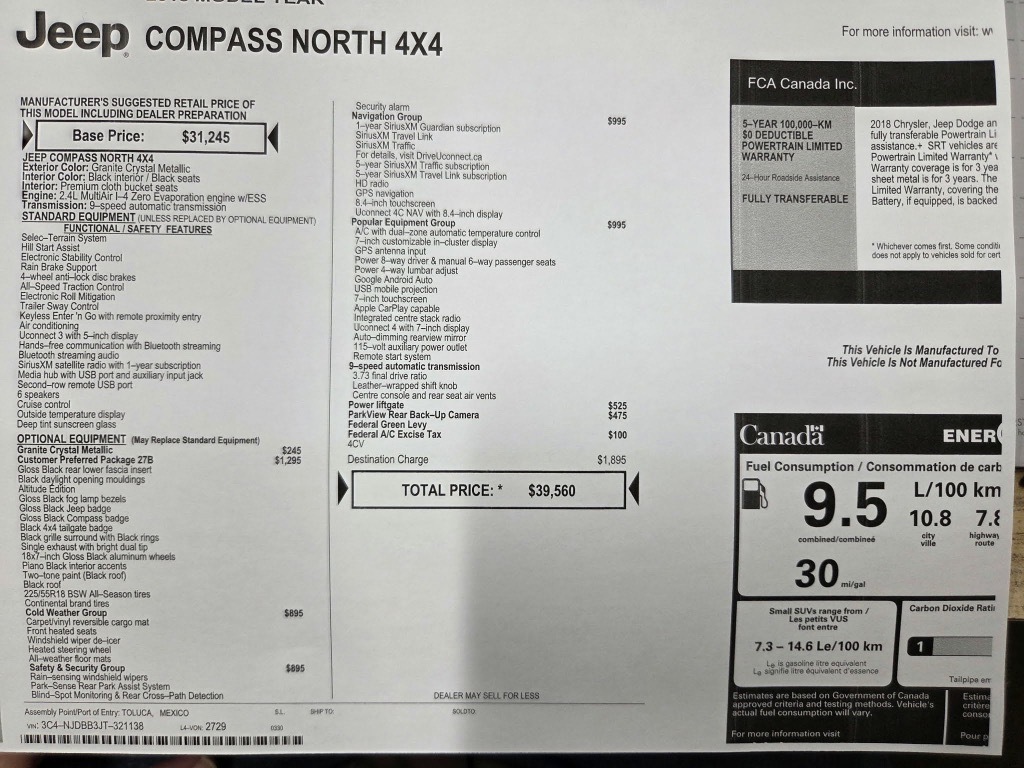 Jeep COMPASS NORTH 4X4
For more information visit:
MANUFACTURER'S SUGGESTED RETAIL PRICE OF
THIS MODEL INCLUDING DEALER PREPARATION
Base Price: $31,245
JEEP COMPASS NORTH 4X4
Exterior Color: Granite Crystal Metallic
Interior Color: Black interior / Black seats
Interior: Premium cloth bucket seats
Engine: 2.4L MultiAir I-4 Zero Evaporation engine w/ESS
Transmission: 9-speed automatic transmission
STANDARD EQUIPMENT (UNLESS REPLACED BY OPTIONAL EQUIPMENT)
FUNCTIONAL / SAFETY FEATURES
Selec-Terrain System
Hill Start Assist
Electronic Stability Control
Rain Brake Support
4-wheel anti-lock disc brakes
All-Speed Traction Control
Electronic Roll Mitigation
Trailer Sway Control
Keyless Enter 'n Go with remote proximity entry
Air conditioning
Uconnect 3 with 5-inch display
Hands-free communication with Bluetooth streaming
Bluetooth streaming audio
SiriusXM satellite radio with 1-year subscription
Media hub with USB port and auxiliary input jack
Second-row remote USB port
6 speakers
Cruise control
Outside temperature display
Deep tint sunscreen glass
OPTIONAL EQUIPMENT (May Replace Standard Equipment)
Granite Crystal Metallic $245
Customer Preferred Package 27B $1,295
Gloss Black rear lower fascia insert
Black daylight opening mouldings
Altitude Edition
Gloss Black fog lamp bezels
Gloss Black Jeep badge
Gloss Black Compass badge
Black 4x4 tailgate badge
Black grille surround with Black rings
Single exhaust with bright dual tip
18x7-inch Gloss Black aluminum wheels
Piano Black interior accents
Two-tone paint (Black roof)
Black roof
225/55R18 BSW All-Season tires
Continental brand tires
Cold Weather Group $895
Carpet/vinyl reversible cargo mat
Front heated seats
Windshield wiper de-icer
Heated steering wheel
All-weather floor mats
Safety & Security Group $895
Rain-sensing windshield wipers
Park-Sense Rear Park Assist System
Blind-Spot Monitoring & Rear Cross-Path Detection
Security alarm
Navigation Group $995
1-year SiriusXM Guardian subscription
SiriusXM Travel Link
SiriusXM Traffic
For details, visit DriveUconnect.ca
5-year SiriusXM Traffic subscription
5-year SiriusXM Travel Link subscription
HD radio
GPS navigation
8.4-inch touchscreen
Uconnect 4C NAV with 8.4-inch display
Popular Equipment Group $995
A/C with dual-zone automatic temperature control
7-inch customizable in-cluster display
GPS antenna input
Power 8-way driver & manual 6-way passenger seats
Power 4-way lumbar adjust
Google Android Auto
USB mobile projection
7-inch touchscreen
Apple CarPlay capable
Integrated centre stack radio
Uconnect 4 with 7-inch display
Auto-dimming rearview mirror
115-volt auxiliary power outlet
Remote start system
9-speed automatic transmission
3.73 final drive ratio
Leather-wrapped shift knob
Centre console and rear seat air vents
Power liftgate $525
ParkView Rear Back-Up Camera $475
Federal Green Levy
Federal A/C Excise Tax $100
4CV
Destination Charge $1,895
TOTAL PRICE: * $39,560
DEALER MAY SELL FOR LESS
Assembly Point/Port of Entry: TOLUCA, MEXICO
S.L. SHIP TO: SOLD TO:
VIN: 3C4-NJDBB3JT-321138 L4-VON: 2729 0330
FCA Canada Inc.
5-YEAR 100,000-KM
$0 DEDUCTIBLE
POWERTRAIN LIMITED
WARRANTY
24-Hour Roadside Assistance
FULLY TRANSFERABLE
2018 Chrysler, Jeep Dodge
fully transferable Powertrain
assistance.+ SRT vehicles are
Powertrain Limited Warranty*
Warranty coverage is for 3
sheet metal is for 3 years. The
Limited Warranty, covering the
Battery, if equipped, is backed
* Whichever comes first. Some
does not apply to vehicles sold for
This Vehicle Is Manufactured To
This Vehicle Is Not Manufactured
Canada
Fuel Consumption / Consommation de
9.5 L/100 km
combined/combiné
10.8
city
ville
highway
route
30 mi/gal
Small SUVs range from /
Les petits VUS
font entre
7.3 – 14.6 Le/100 km
Le is gasoline litre equivalent
Le signifie litre équivalent d'essence
Carbon Dioxide
1
Tailpipe
Estimates are based on Government of Canada
approved criteria and testing methods. Vehicle's
actual fuel consumption will vary.
For more information visit
Pour